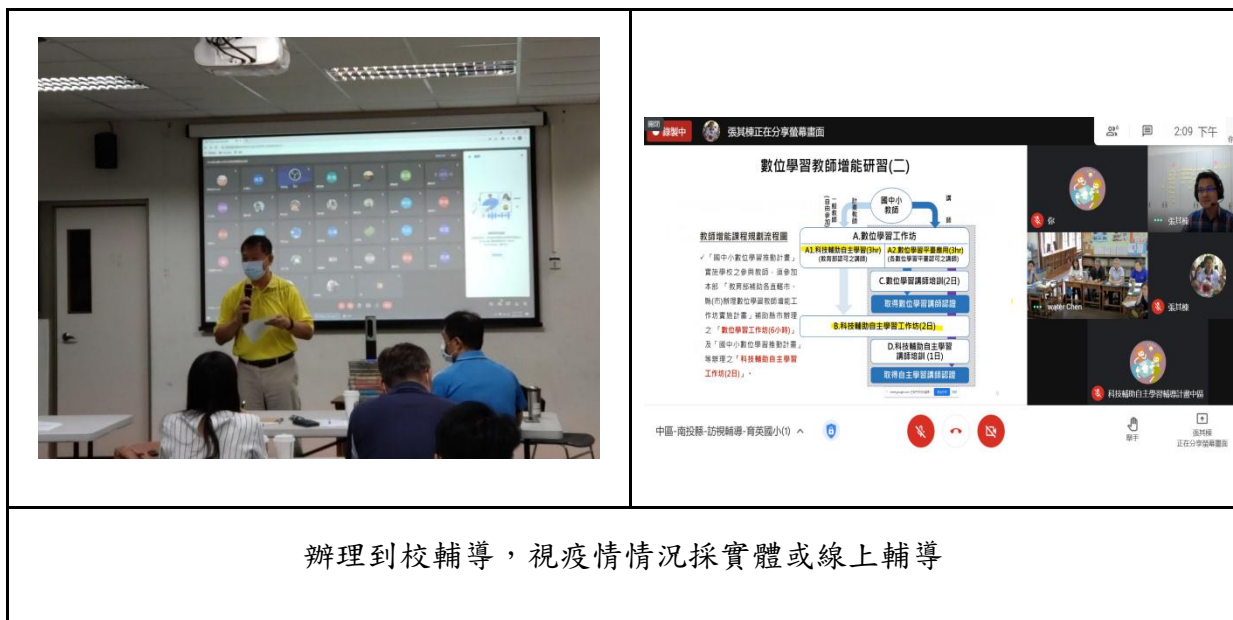 錄製中
張其棟正在分享螢幕畫面
2:09 下午
數位學習教師增能研習(二)
國中小
教師
一般教師
(自由參加)
計畫教師
講
師
教師增能課程規劃流程圖
✓「國中小數位學習推動計畫」
實施學校之參與教師，須參加
本部「教育部補助各直轄市、
縣(市)辦理數位學習教師增能工
作坊實施計畫」補助縣市辦理
之「數位學習工作坊(6小時)」
及「國中小數位學習推動計畫」
等辦理之「科技輔助自主學習
工作坊(2日)」。
A.數位學習工作坊
A1.科技輔助自主學習(3hr)
(教育部認可之講師)
A2.數位學習平臺應用(3hr)
(各數位學習平臺認可之講師)
C.數位學習講師培訓(2日)
取得數位學習講師認證
B.科技輔助自主學習工作坊(2日)
D.科技輔助自主學習
講師培訓 (1日)
取得自主學習講師認證
你
張其棟
water Chen
張其棟
科技輔助自主學習輔導計畫中區
中區-南投縣-訪視輔導-育英國小(1)
舉手
張其棟
正在分享螢幕畫面
辦理到校輔導，視疫情情況採實體或線上輔導